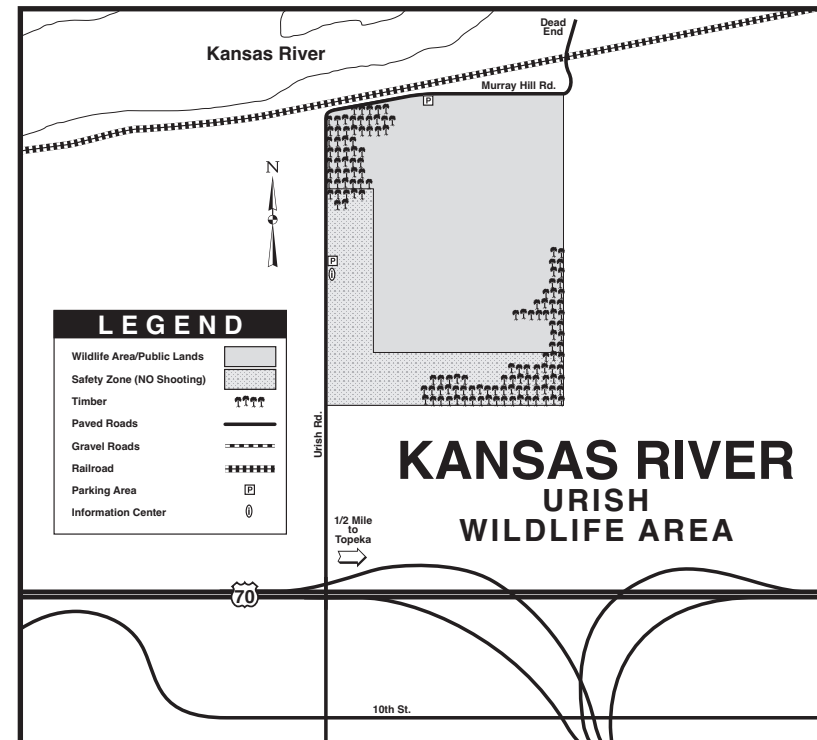 Dead
End
Kansas River
Murray Hill Rd.
P
N
P
i
LEGEND
Wildlife Area/Public Lands
Safety Zone (NO Shooting)
Timber
Paved Roads
Gravel Roads
Railroad
Parking Area
P
Information Center
i
Urish Rd.
KANSAS RIVER
URISH
WILDLIFE AREA
1/2 Mile
to
Topeka
70
10th St.